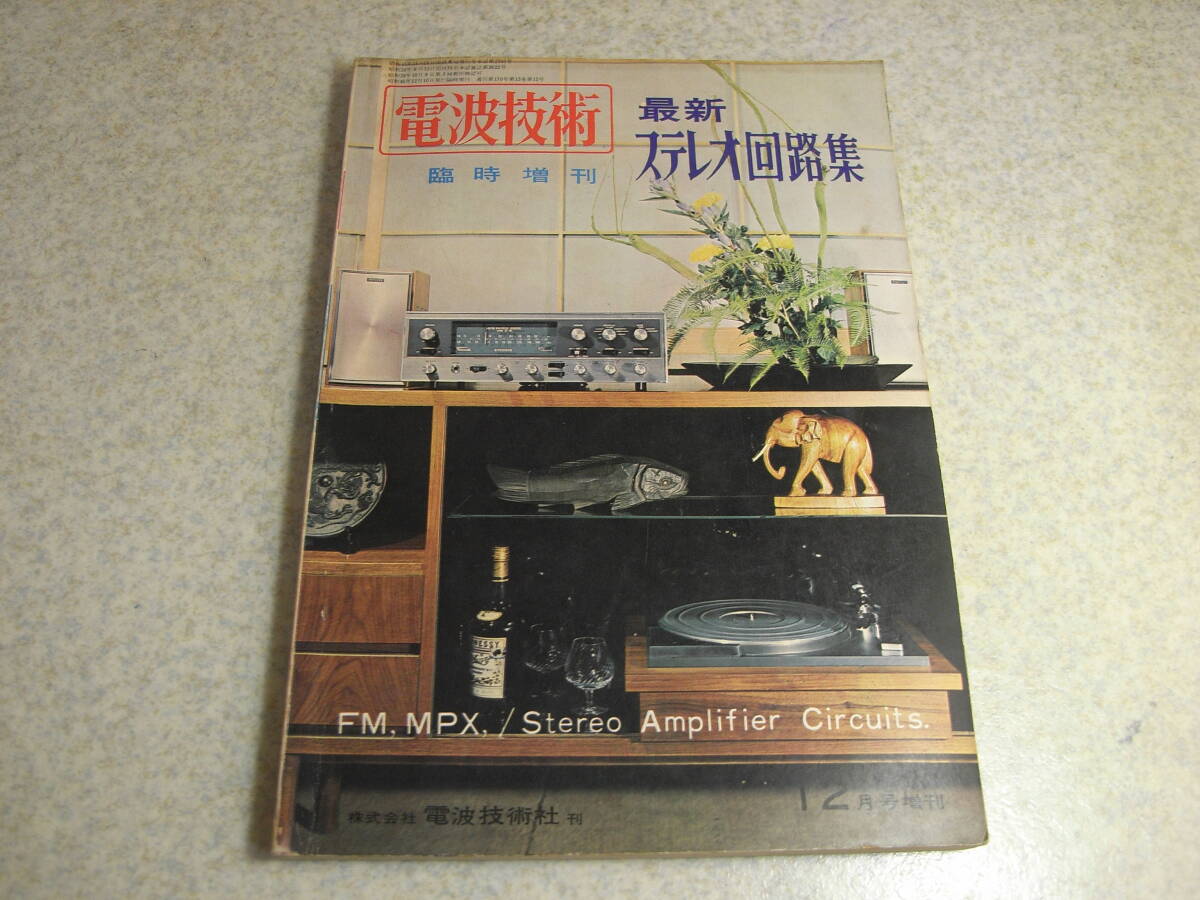 電波技術
臨時増刊
最新
ステレオ回路集
FM, MPX, / Stereo Amplifier Circuits.
12月号増刊
株式会社 電波技術社 刊